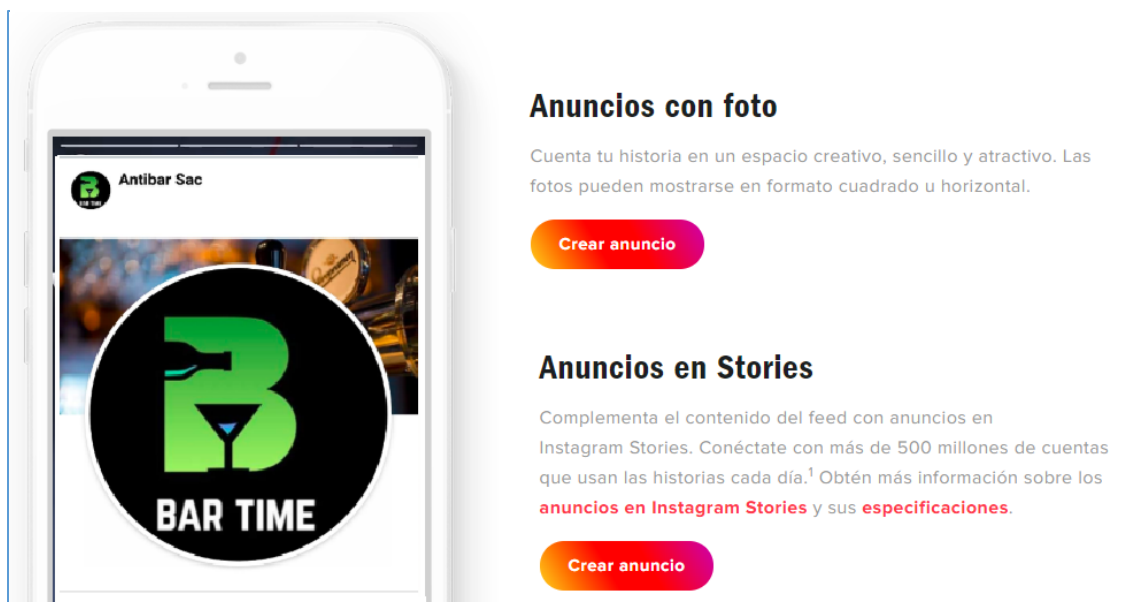 Antibar Sac
B
BAR TIME
B
BAR TIME
Anuncios con foto
Cuenta tu historia en un espacio creativo, sencillo y atractivo. Las
fotos pueden mostrarse en formato cuadrado u horizontal.
Crear anuncio
Anuncios en Stories
Complementa el contenido del feed con anuncios en
Instagram Stories. Conéctate con más de 500 millones de cuentas
que usan las historias cada día.¹ Obtén más información sobre los
anuncios en Instagram Stories y sus especificaciones.
Crear anuncio